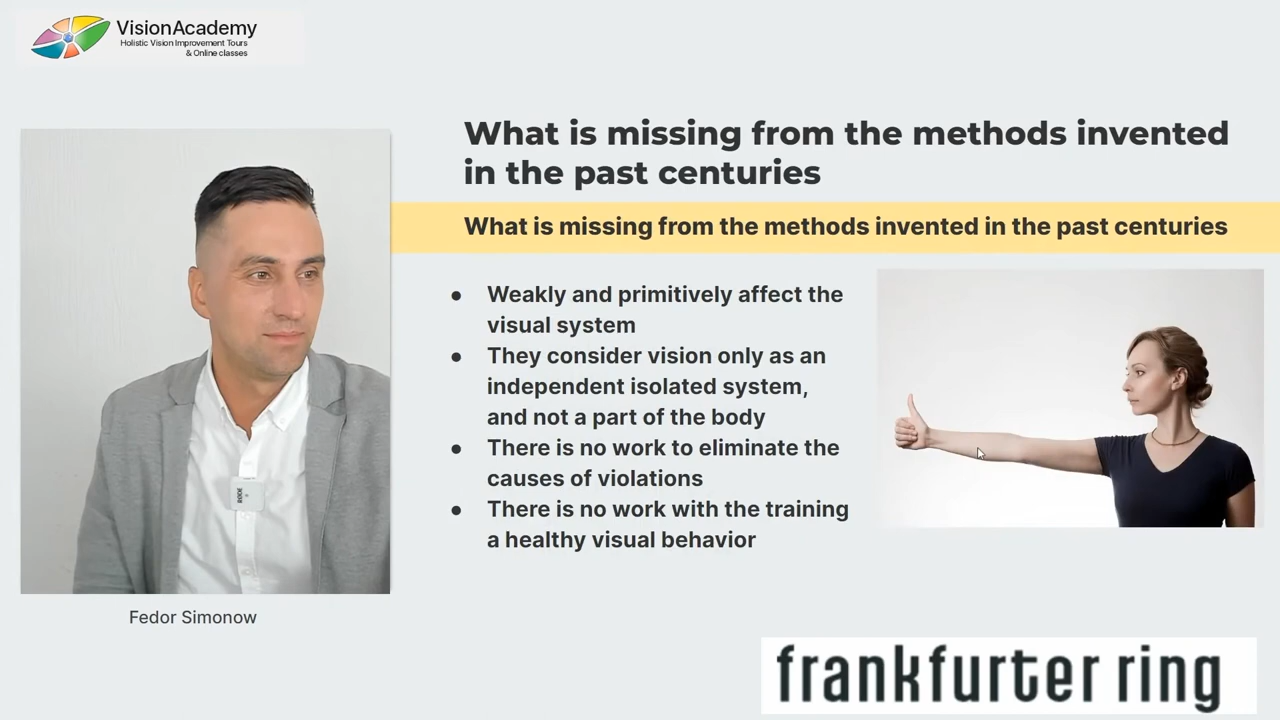 VisionAcademy
Holistic Vision Improvement Tours
& Online classes
What is missing from the methods invented
in the past centuries
What is missing from the methods invented in the past centuries
● Weakly and primitively affect the
visual system
● They consider vision only as an
independent isolated system,
and not a part of the body
● There is no work to eliminate the
causes of violations
● There is no work with the training
a healthy visual behavior
RØDE
Fedor Simonow
frankfurter ring